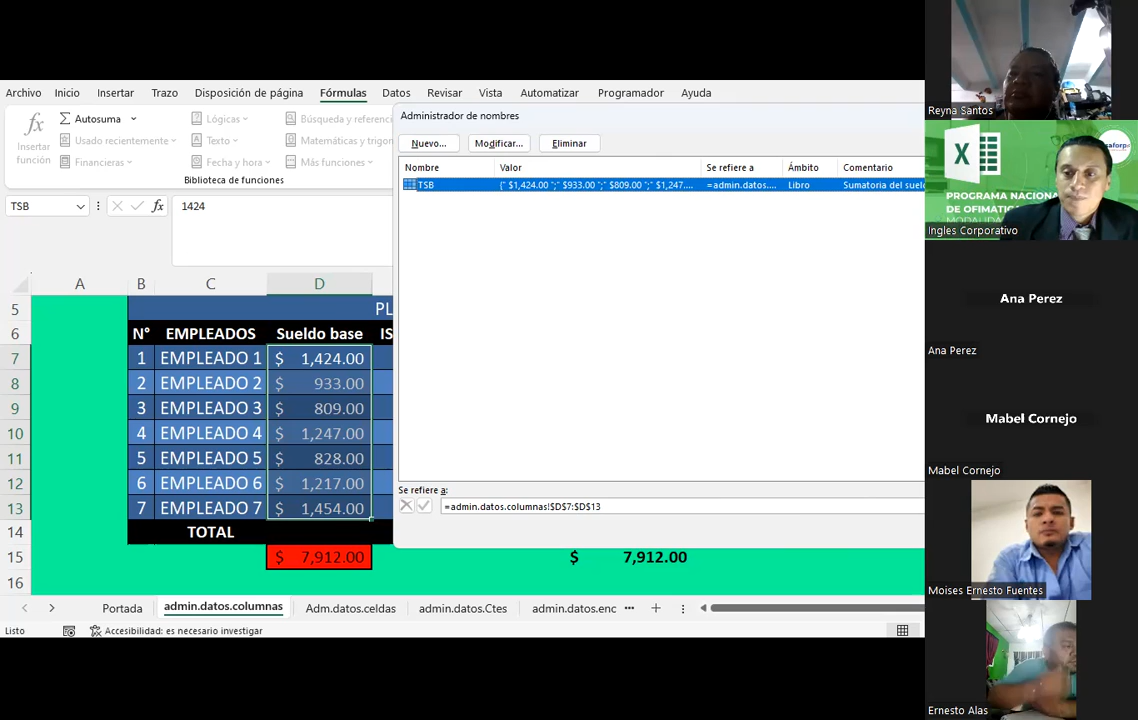 Archivo Inicio Insertar Trazo Disposición de página Fórmulas Datos Revisar Vista Automatizar Programador Ayuda
fx Insertar función
Autosuma
Usado recientemente
Financieras
Lógicas
Texto
Fecha y hora
Búsqueda y referenci
Matemáticas y trigon
Más funciones
Biblioteca de funciones
TSB
fx
1424
Administrador de nombres
Nuevo... Modificar... Eliminar
Nombre Valor Se refiere a Ámbito Comentario
TSB {" $1,424.00 ";" $933.00 ";" $809.00 ";" $1,247.... =admin.datos.... Libro Sumatoria del sueld
Se refiere a:
=admin.datos.columnas!$D$7:$D$13
A B C D
5 PL
6 N° EMPLEADOS Sueldo base IS
7 1 EMPLEADO 1 $ 1,424.00
8 2 EMPLEADO 2 $ 933.00
9 3 EMPLEADO 3 $ 809.00
10 4 EMPLEADO 4 $ 1,247.00
11 5 EMPLEADO 5 $ 828.00
12 6 EMPLEADO 6 $ 1,217.00
13 7 EMPLEADO 7 $ 1,454.00
14 TOTAL
15 $ 7,912.00 $ 7,912.00
16
Portada admin.datos.columnas Adm.datos.celdas admin.datos.Ctes admin.datos.enc ••• +
Listo Accesibilidad: es necesario investigar
Reyna Santos
X
PROGRAMA NACIONA
DE OFIMATIC
MODALIDA
Ingles Corporativo
Ana Perez
Ana Perez
Mabel Cornejo
Mabel Cornejo
Moises Ernesto Fuentes
Ernesto Alas